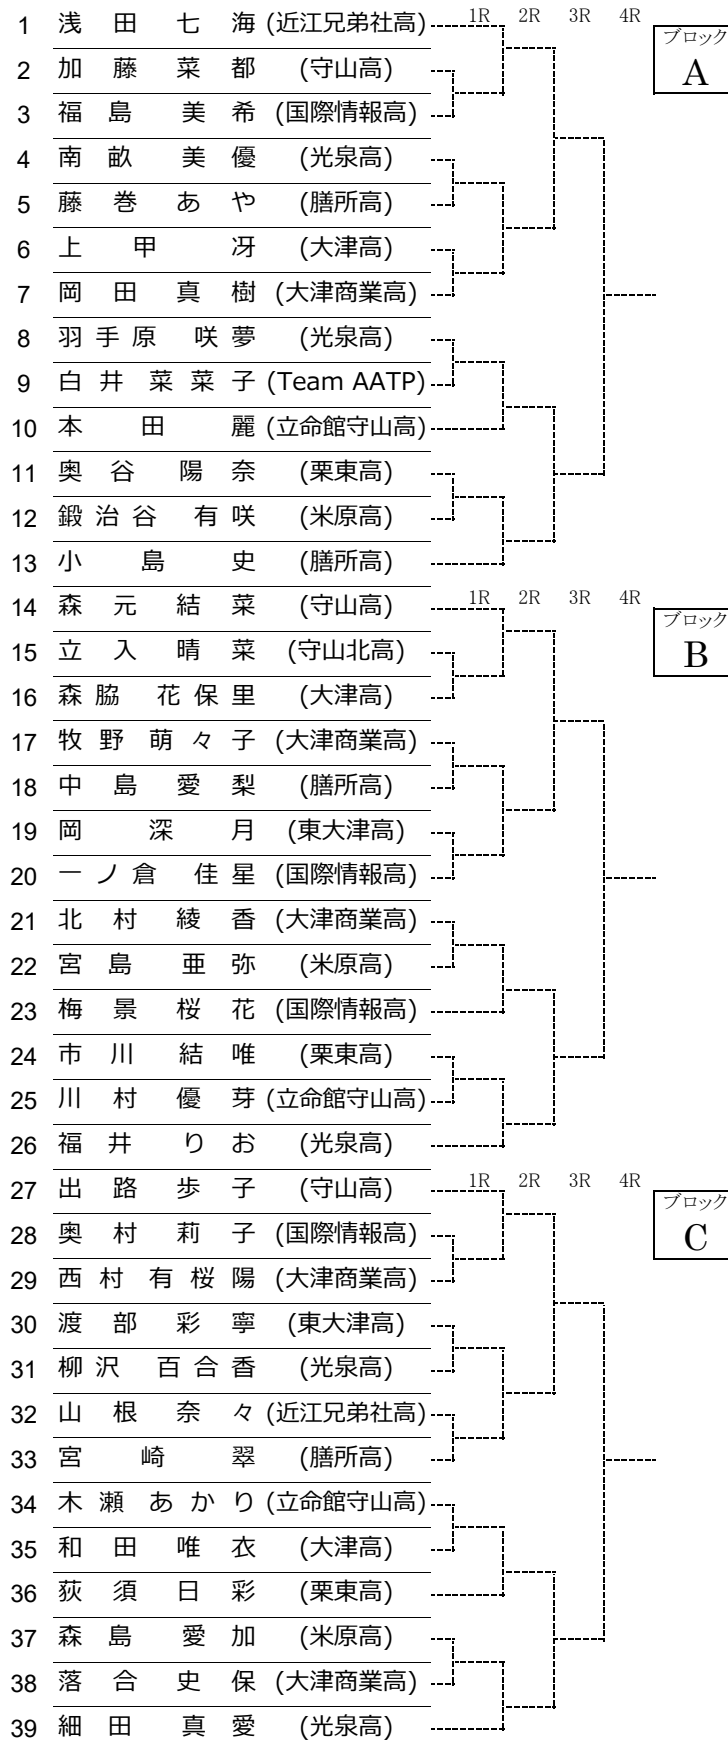 1 浅田七海 (近江兄弟社高) 1R 2R 3R 4R ブロック
A
2 加藤菜都 (守山高)
3 福島美希 (国際情報高)
4 南畝美優 (光泉高)
5 藤巻あや (膳所高)
6 上甲冴 (大津高)
7 岡田真樹 (大津商業高)
8 羽手原咲夢 (光泉高)
9 白井菜菜子 (Team AATP)
10 本田麗 (立命館守山高)
11 奥谷陽奈 (栗東高)
12 鍛治谷有咲 (米原高)
13 小島史 (膳所高)
14 森元結菜 (守山高) 1R 2R 3R 4R ブロック
B
15 立入晴菜 (守山北高)
16 森脇花保里 (大津高)
17 牧野萌々子 (大津商業高)
18 中島愛梨 (膳所高)
19 岡深月 (東大津高)
20 一ノ倉佳星 (国際情報高)
21 北村綾香 (大津商業高)
22 宮島亜弥 (米原高)
23 梅景桜花 (国際情報高)
24 市川結唯 (栗東高)
25 川村優芽 (立命館守山高)
26 福井りお (光泉高)
27 出路歩子 (守山高) 1R 2R 3R 4R ブロック
C
28 奥村莉子 (国際情報高)
29 西村有桜陽 (大津商業高)
30 渡部彩寧 (東大津高)
31 柳沢百合香 (光泉高)
32 山根奈々 (近江兄弟社高)
33 宮崎翠 (膳所高)
34 木瀬あかり (立命館守山高)
35 和田唯衣 (大津高)
36 荻須日彩 (栗東高)
37 森島愛加 (米原高)
38 落合史保 (大津商業高)
39 細田真愛 (光泉高)